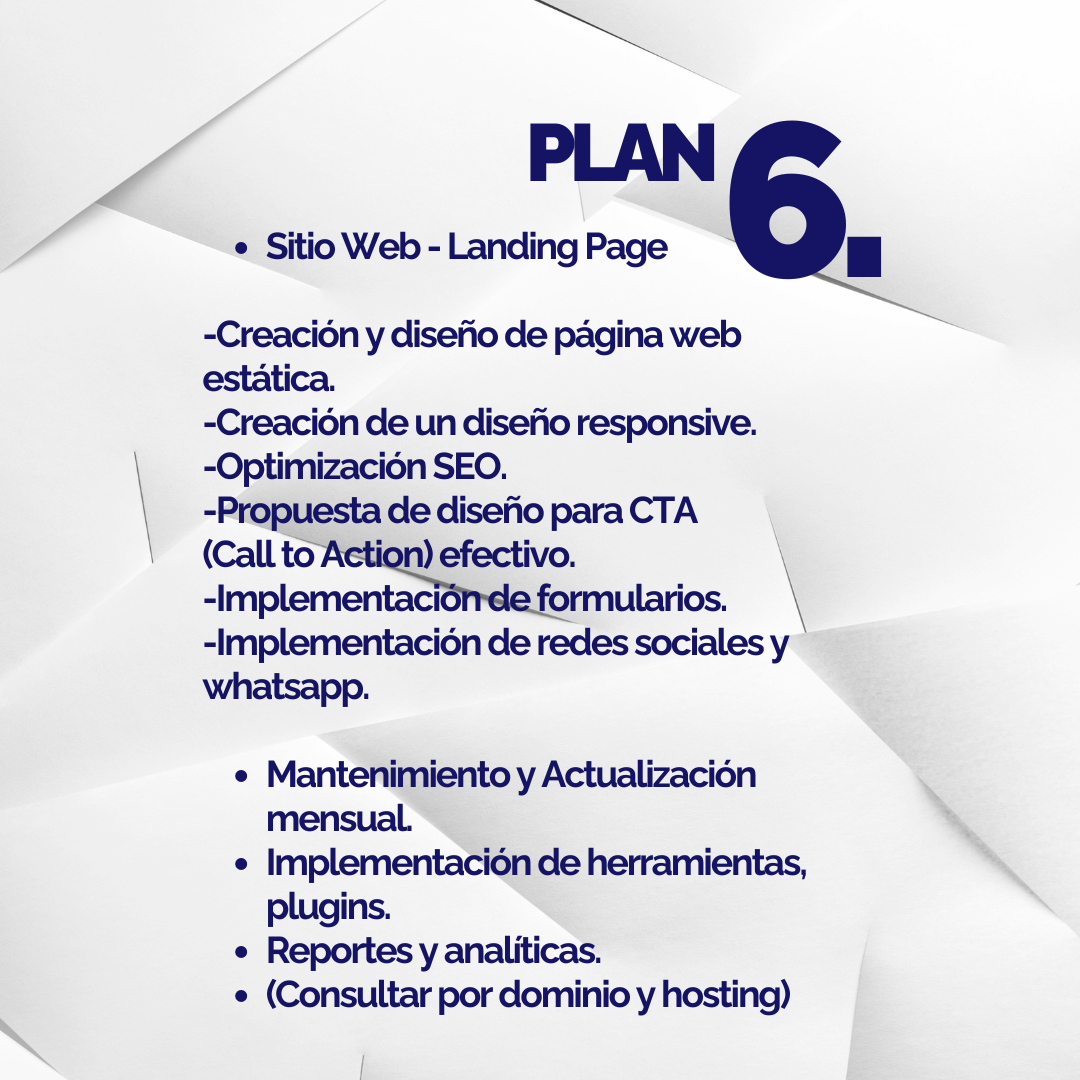 PLAN 6.
• Sitio Web - Landing Page
-Creación y diseño de página web
estática.
-Creación de un diseño responsive.
-Optimización SEO.
-Propuesta de diseño para CTA
(Call to Action) efectivo.
-Implementación de formularios.
-Implementación de redes sociales y
whatsapp.
• Mantenimiento y Actualización
mensual.
• Implementación de herramientas,
plugins.
• Reportes y analíticas.
• (Consultar por dominio y hosting)